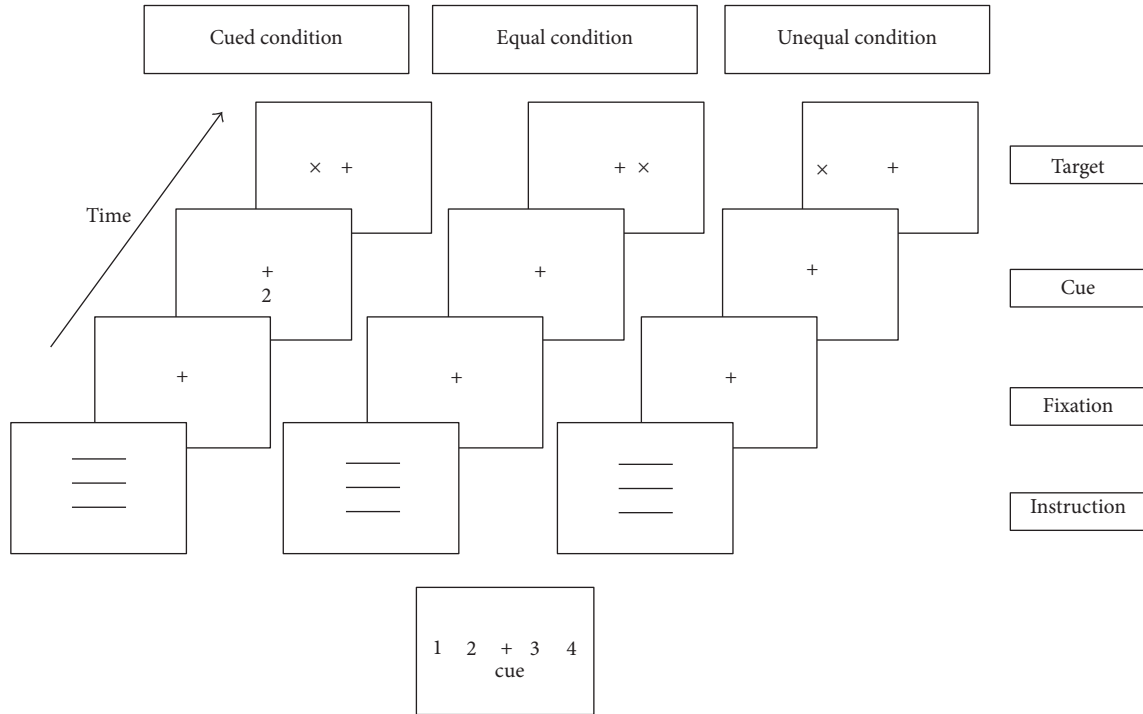 Cued condition
Equal condition
Unequal condition
× +
+ ×
× +
Target
Time
+
2
+
+
Cue
+
+
+
Fixation
Instruction
1 2 + 3 4
cue